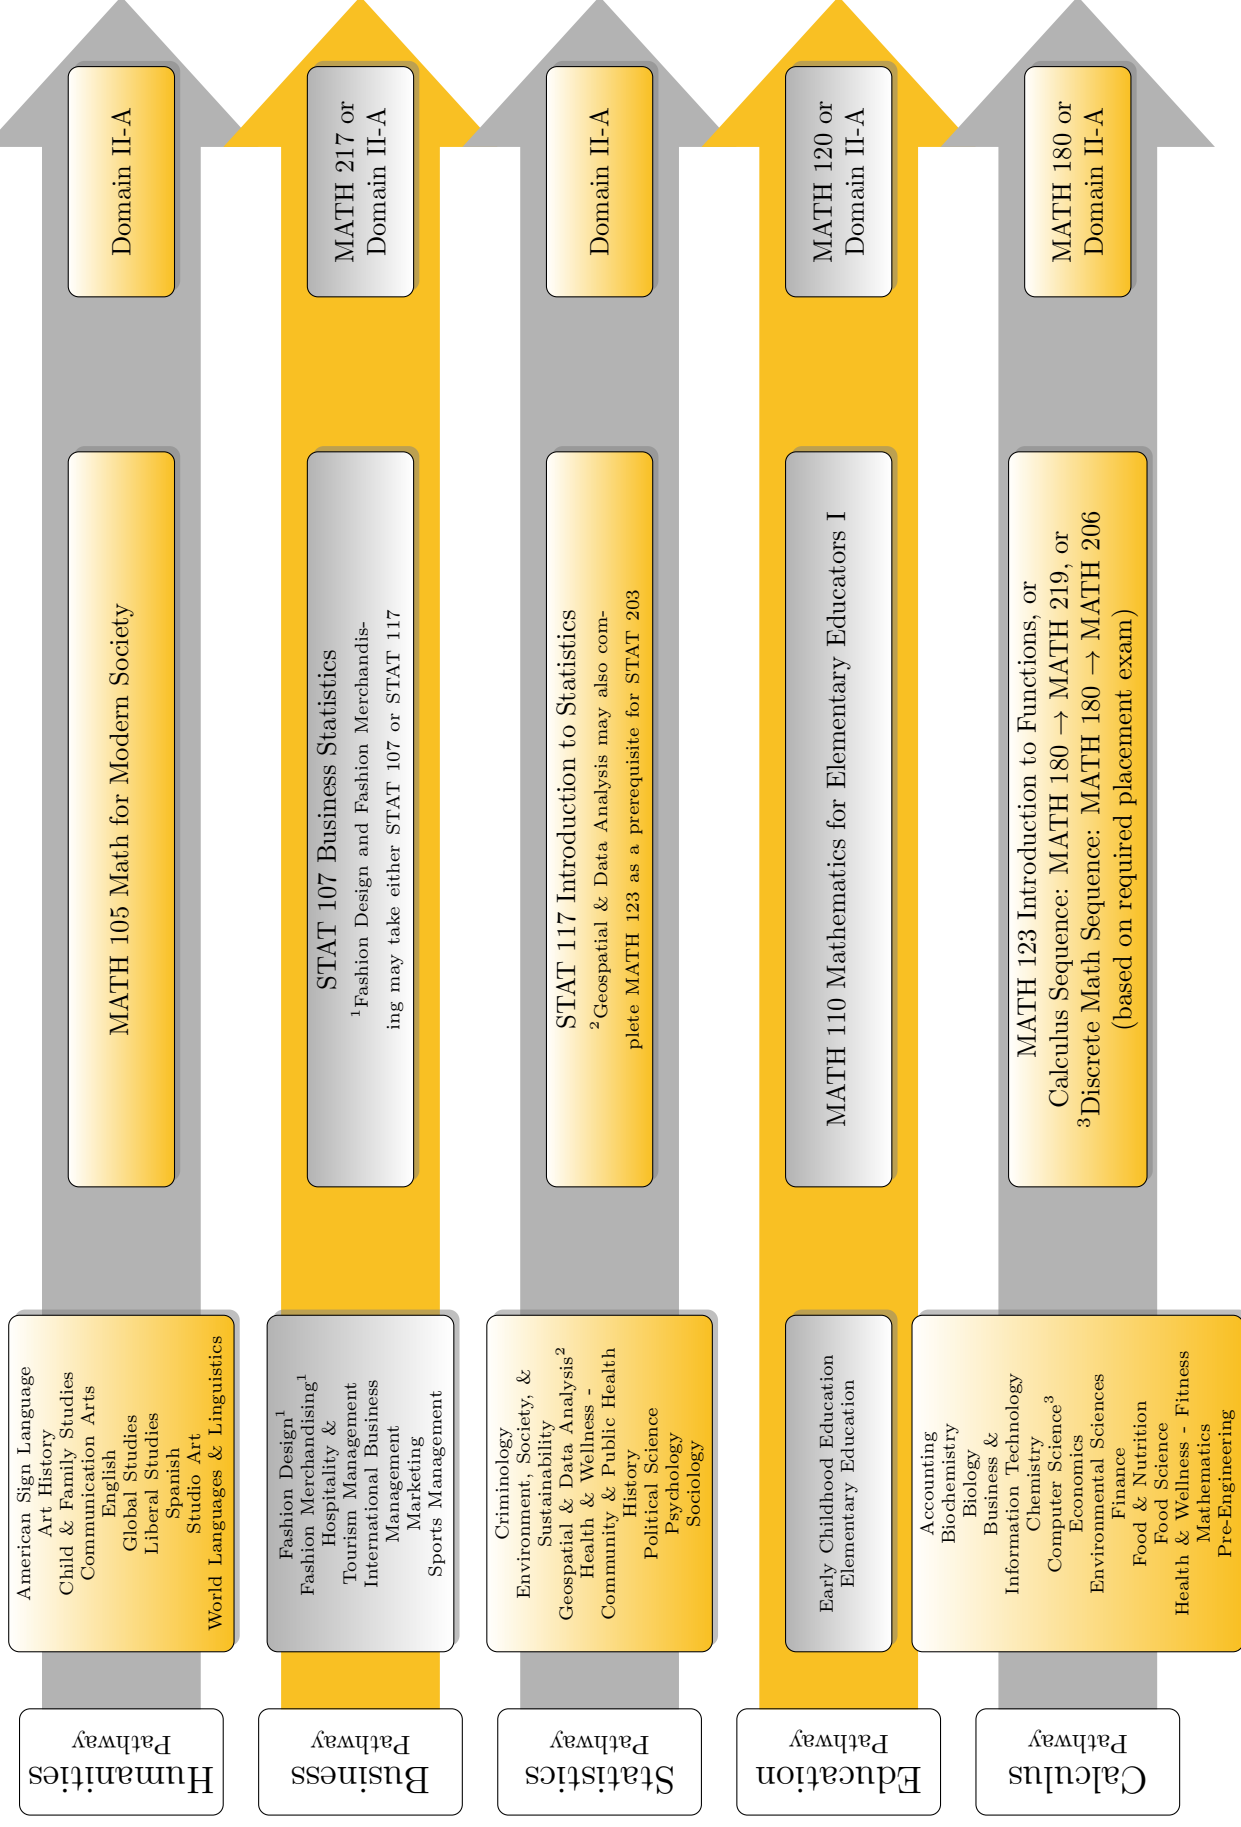 Humanities
Pathway
American Sign Language
Art History
Child & Family Studies
Communication Arts
English
Global Studies
Liberal Studies
Spanish
Studio Art
World Languages & Linguistics
MATH 105 Math for Modern Society
Domain II-A
Business
Pathway
Fashion Design¹
Fashion Merchandising¹
Hospitality &
Tourism Management
International Business
Management
Marketing
Sports Management
STAT 107 Business Statistics
¹Fashion Design and Fashion Merchandis-
ing may take either STAT 107 or STAT 117
MATH 217 or
Domain II-A
Statistics
Pathway
Criminology
Environment, Society, &
Sustainability
Geospatial & Data Analysis²
Health & Wellness -
Community & Public Health
History
Political Science
Psychology
Sociology
STAT 117 Introduction to Statistics
²Geospatial & Data Analysis may also com-
plete MATH 123 as a prerequisite for STAT 203
Domain II-A
Education
Pathway
Early Childhood Education
Elementary Education
MATH 110 Mathematics for Elementary Educators I
MATH 120 or
Domain II-A
Calculus
Pathway
Accounting
Biochemistry
Biology
Business &
Information Technology
Chemistry
Computer Science³
Economics
Environmental Sciences
Finance
Food & Nutrition
Food Science
Health & Wellness - Fitness
Mathematics
Pre-Engineering
MATH 123 Introduction to Functions, or
Calculus Sequence: MATH 180 → MATH 219, or
³Discrete Math Sequence: MATH 180 → MATH 206
(based on required placement exam)
MATH 180 or
Domain II-A